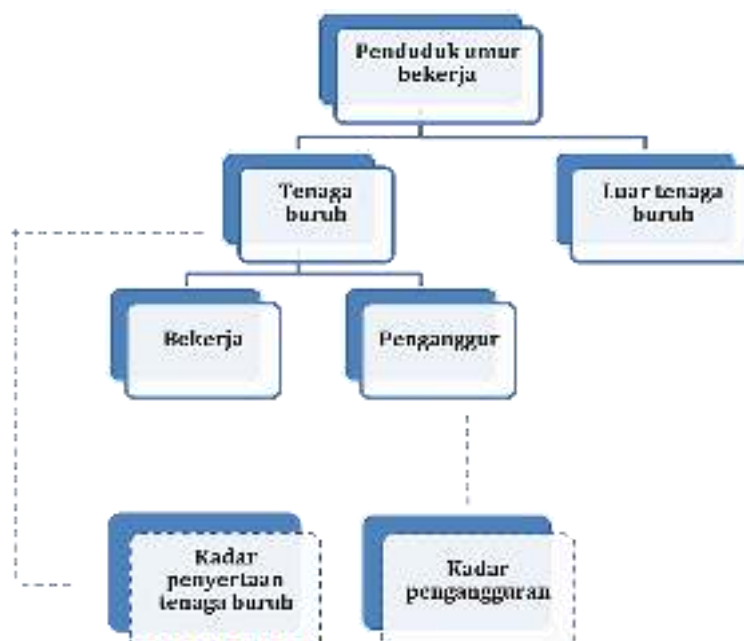 Penduduk umur
bekerja
Tenaga
buruh
Luar tenaga
buruh
Bekerja
Penganggur
Kadar
penyertaan
tenaga buruh
Kadar
pengangguran